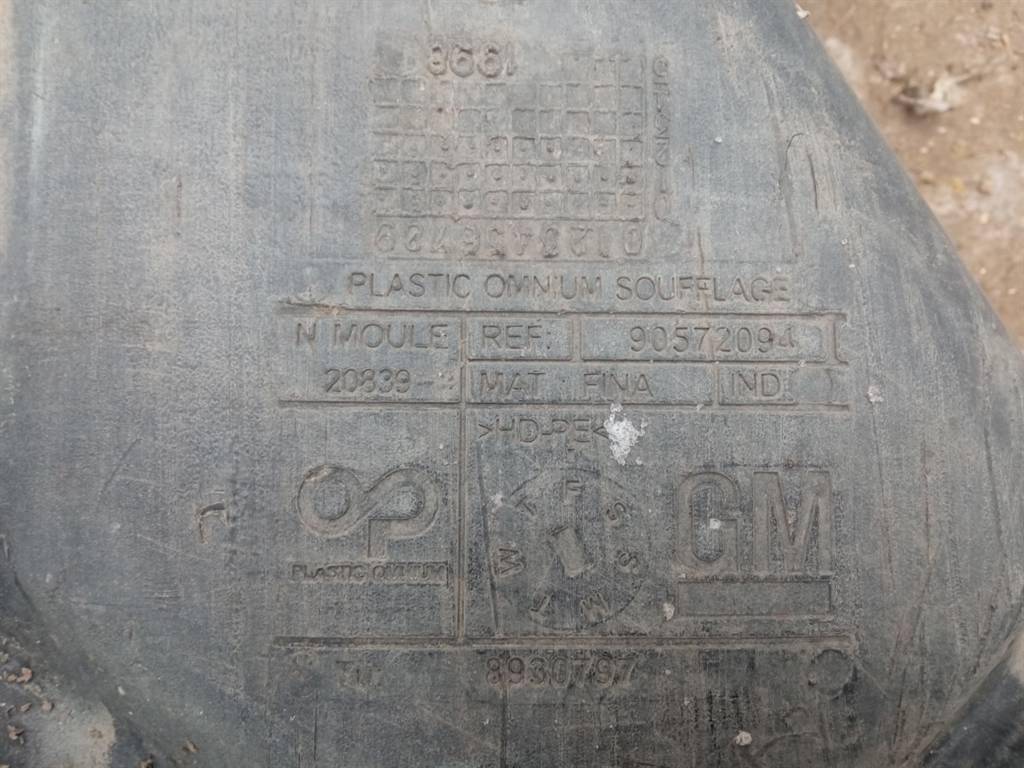 1998
0123456789
PLASTIC OMNIUM SOUFFLAGE
N MOULE REF: 90572094
20839- MAT : FINA IND.
>HD-PE<
GM
PLASTIC OMNIUM
8930797